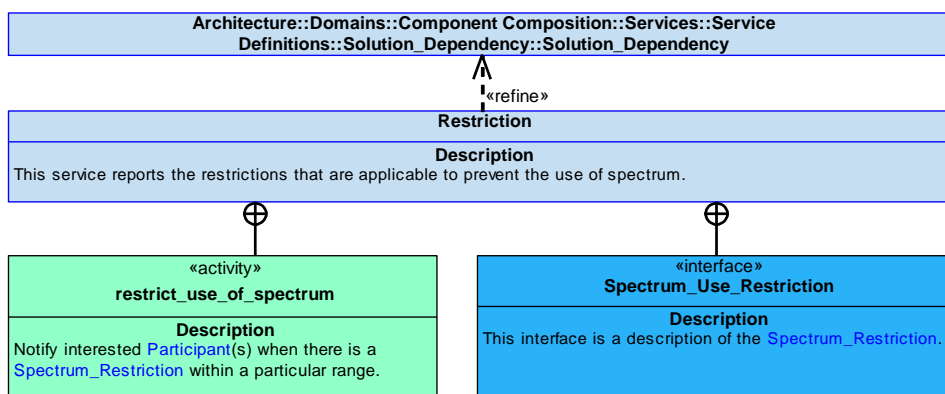 Architecture::Domains::Component Composition::Services::Service
Definitions::Solution_Dependency::Solution_Dependency
«refine»
Restriction
Description
This service reports the restrictions that are applicable to prevent the use of spectrum.
«activity»
restrict_use_of_spectrum
Description
Notify interested Participant(s) when there is a
Spectrum_Restriction within a particular range.
«interface»
Spectrum_Use_Restriction
Description
This interface is a description of the Spectrum_Restriction.